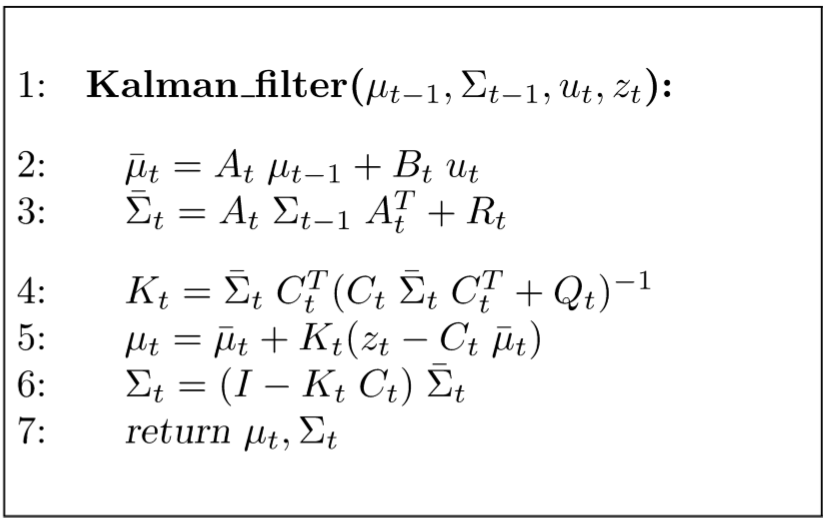 1: Kalman_filter(μ_{t−1}, Σ_{t−1}, u_t, z_t):
2: μ̄_t = A_t μ_{t−1} + B_t u_t
3: Σ̄_t = A_t Σ_{t−1} A_t^T + R_t
4: K_t = Σ̄_t C_t^T (C_t Σ̄_t C_t^T + Q_t)^{−1}
5: μ_t = μ̄_t + K_t(z_t − C_t μ̄_t)
6: Σ_t = (I − K_t C_t) Σ̄_t
7: return μ_t, Σ_t